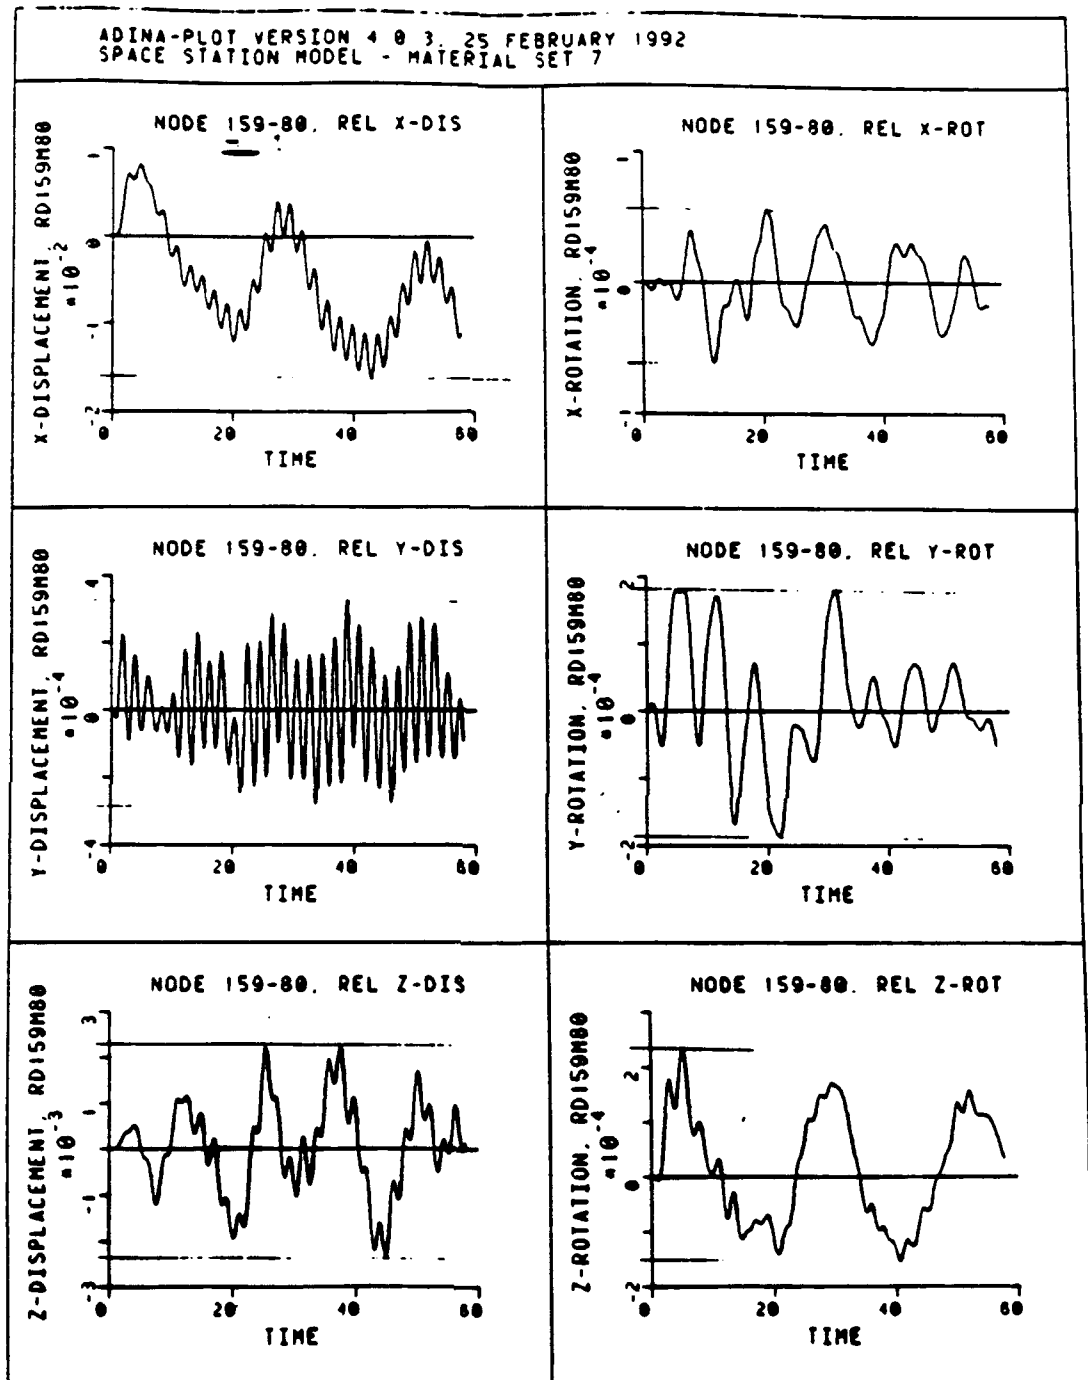 ADINA-PLOT VERSION 4 0 3, 25 FEBRUARY 1992
SPACE STATION MODEL - MATERIAL SET 7
NODE 159-80. REL X-DIS
X-DISPLACEMENT, RD159M80
*10-2
1
0
-1
-2
0 20 40 60
TIME
NODE 159-80. REL X-ROT
X-ROTATION, RD159M80
*10-4
1
0
-1
0 20 40 60
TIME
NODE 159-80. REL Y-DIS
Y-DISPLACEMENT, RD159M80
*10-4
4
0
-4
0 20 40 60
TIME
NODE 159-80. REL Y-ROT
Y-ROTATION, RD159M80
*10-4
2
0
-2
0 20 40 60
TIME
NODE 159-80. REL Z-DIS
Z-DISPLACEMENT, RD159M80
*10-3
3
1
-1
-3
0 20 40 60
TIME
NODE 159-80. REL Z-ROT
Z-ROTATION, RD159M80
*10-4
2
0
-2
0 20 40 60
TIME